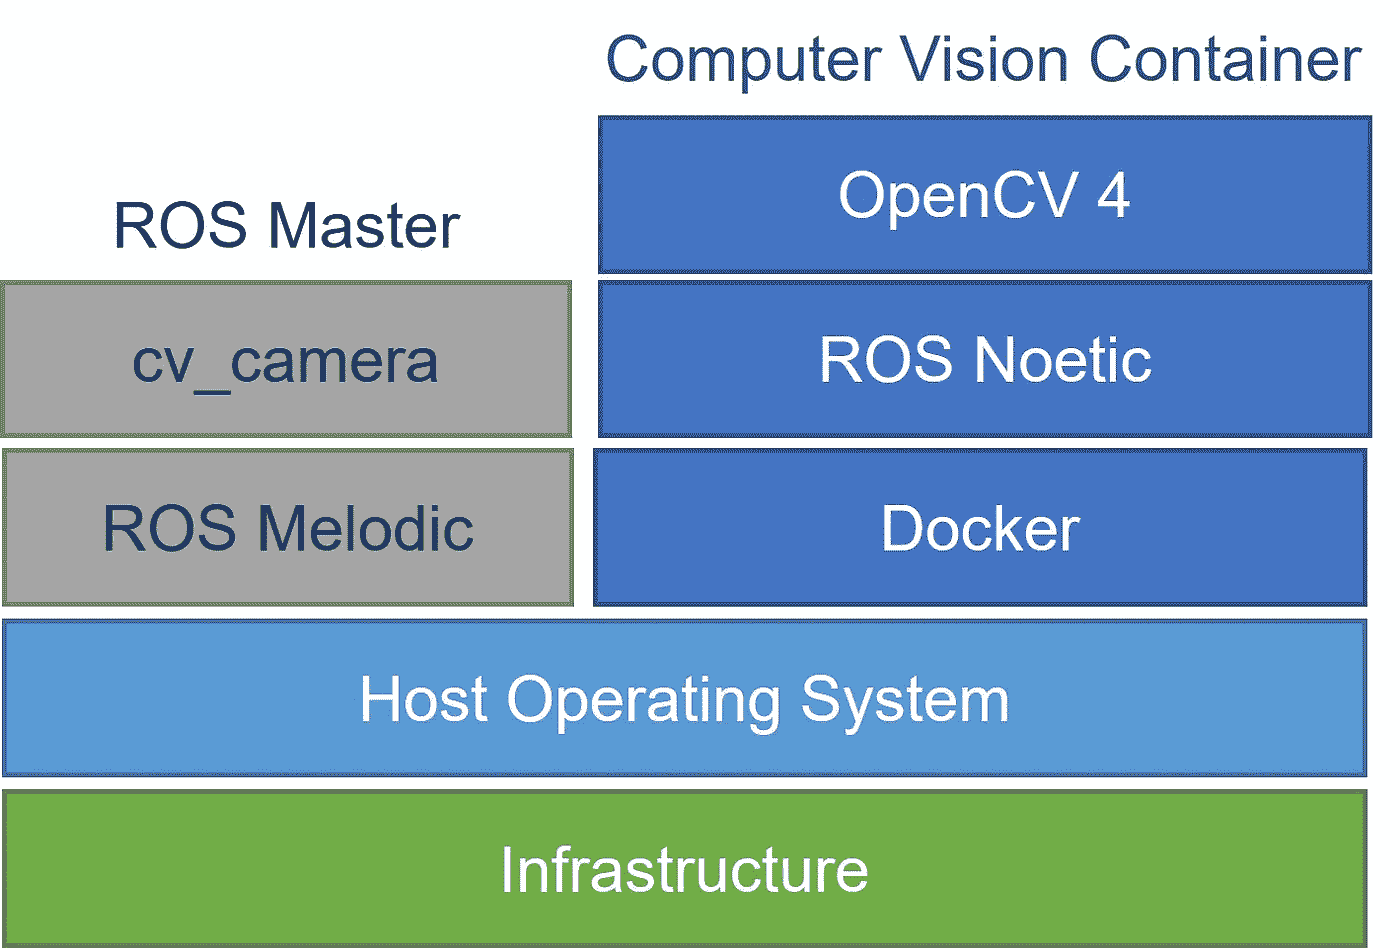 Computer Vision Container
OpenCV 4
ROS Master
cv_camera
ROS Noetic
ROS Melodic
Docker
Host Operating System
Infrastructure